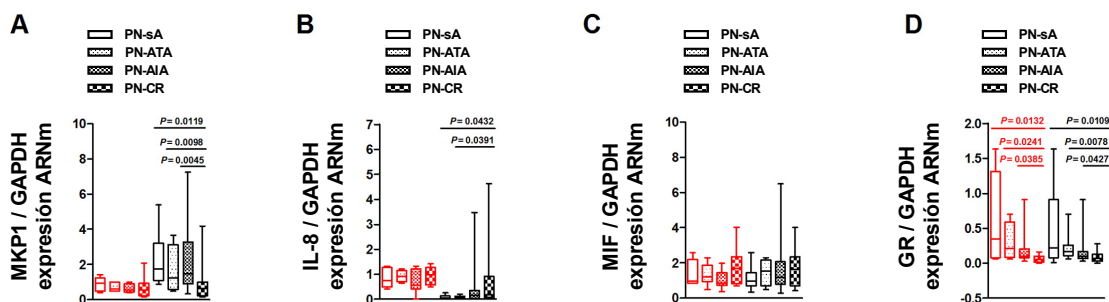 A
PN-sA
PN-ATA
PN-AIA
PN-CR
MKP1 / GAPDH
expresión ARNm
10
8
6
4
2
0
P = 0.0119
P = 0.0098
P = 0.0045
B
PN-sA
PN-ATA
PN-AIA
PN-CR
IL-8 / GAPDH
expresión ARNm
7
6
5
4
3
2
1
0
P = 0.0432
P = 0.0391
C
PN-sA
PN-ATA
PN-AIA
PN-CR
MIF / GAPDH
expresión ARNm
10
8
6
4
2
0
D
PN-sA
PN-ATA
PN-AIA
PN-CR
GR / GAPDH
expresión ARNm
2.0
1.5
1.0
0.5
0.0
-0.5
P = 0.0132
P = 0.0241
P = 0.0385
P = 0.0109
P = 0.0078
P = 0.0427